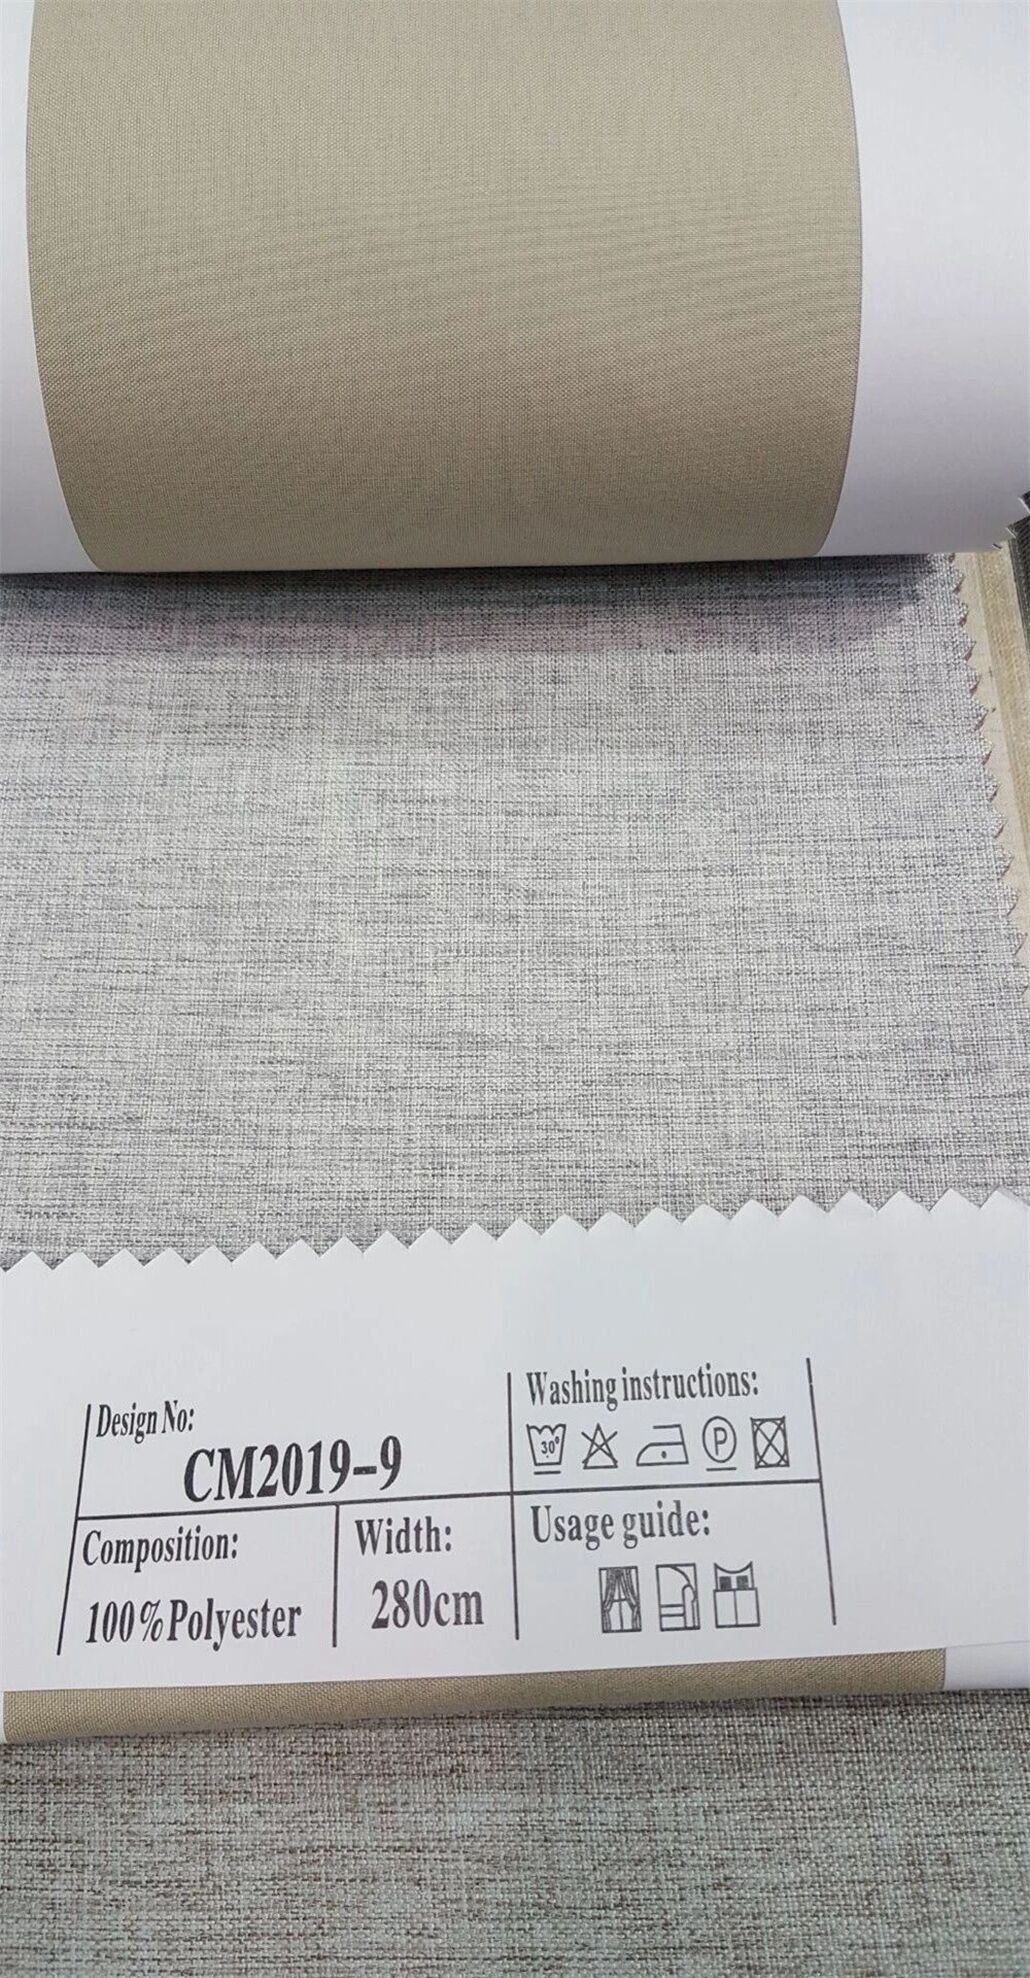 Design No:
CM2019-9
Washing instructions:
30°
P
Composition:
100%Polyester
Width:
280cm
Usage guide: